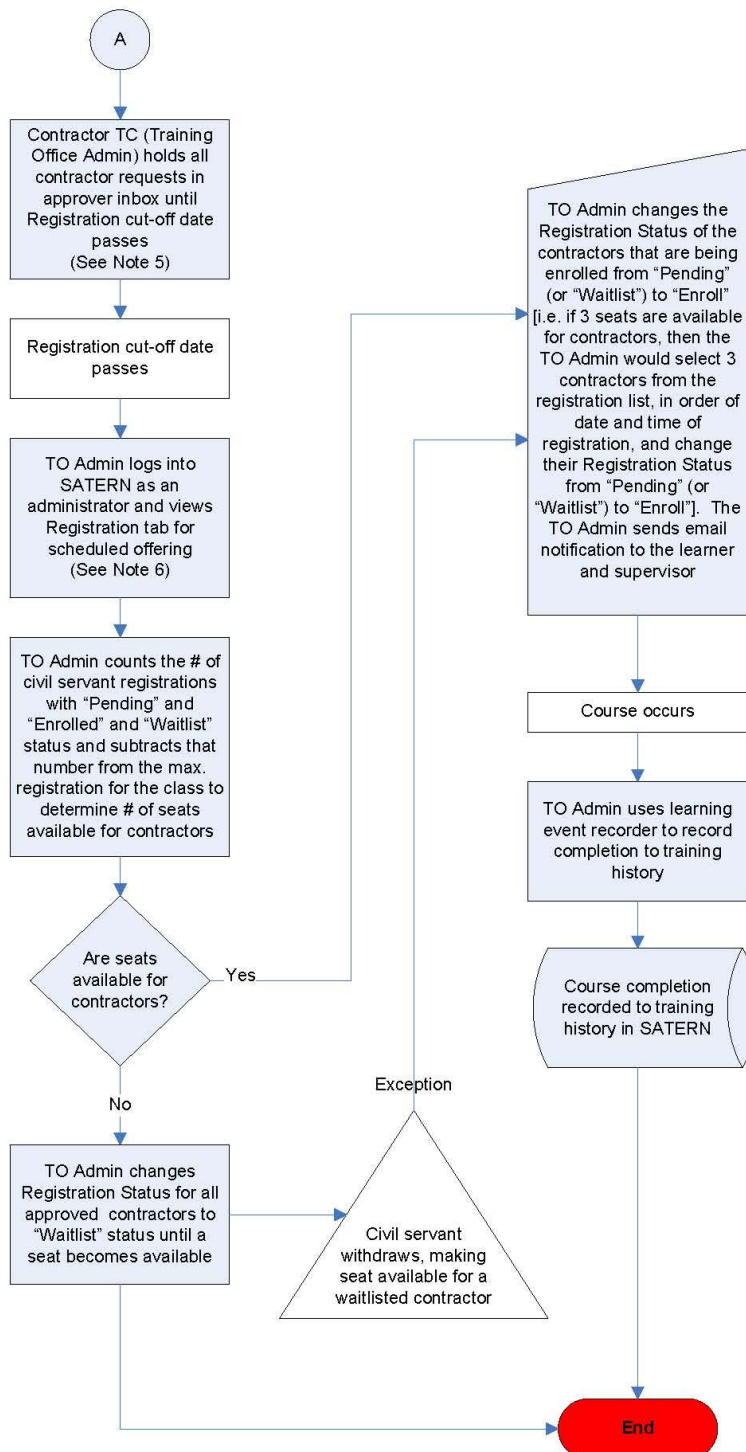 A
Contractor TC (Training
Office Admin) holds all
contractor requests in
approver inbox until
Registration cut-off date
passes
(See Note 5)
Registration cut-off date
passes
TO Admin logs into
SATERN as an
administrator and views
Registration tab for
scheduled offering
(See Note 6)
TO Admin counts the # of
civil servant registrations
with “Pending” and
“Enrolled” and “Waitlist”
status and subtracts that
number from the max.
registration for the class to
determine # of seats
available for contractors
Are seats
available for
contractors?
Yes
No
TO Admin changes
Registration Status for all
approved contractors to
“Waitlist” status until a
seat becomes available
Exception
Civil servant
withdraws, making
seat available for a
waitlisted contractor
TO Admin changes the
Registration Status of the
contractors that are being
enrolled from “Pending”
(or “Waitlist”) to “Enroll”
[i.e. if 3 seats are available
for contractors, then the
TO Admin would select 3
contractors from the
registration list, in order of
date and time of
registration, and change
their Registration Status
from “Pending” (or
“Waitlist”) to “Enroll”]. The
TO Admin sends email
notification to the learner
and supervisor
Course occurs
TO Admin uses learning
event recorder to record
completion to training
history
Course completion
recorded to training
history in SATERN
End